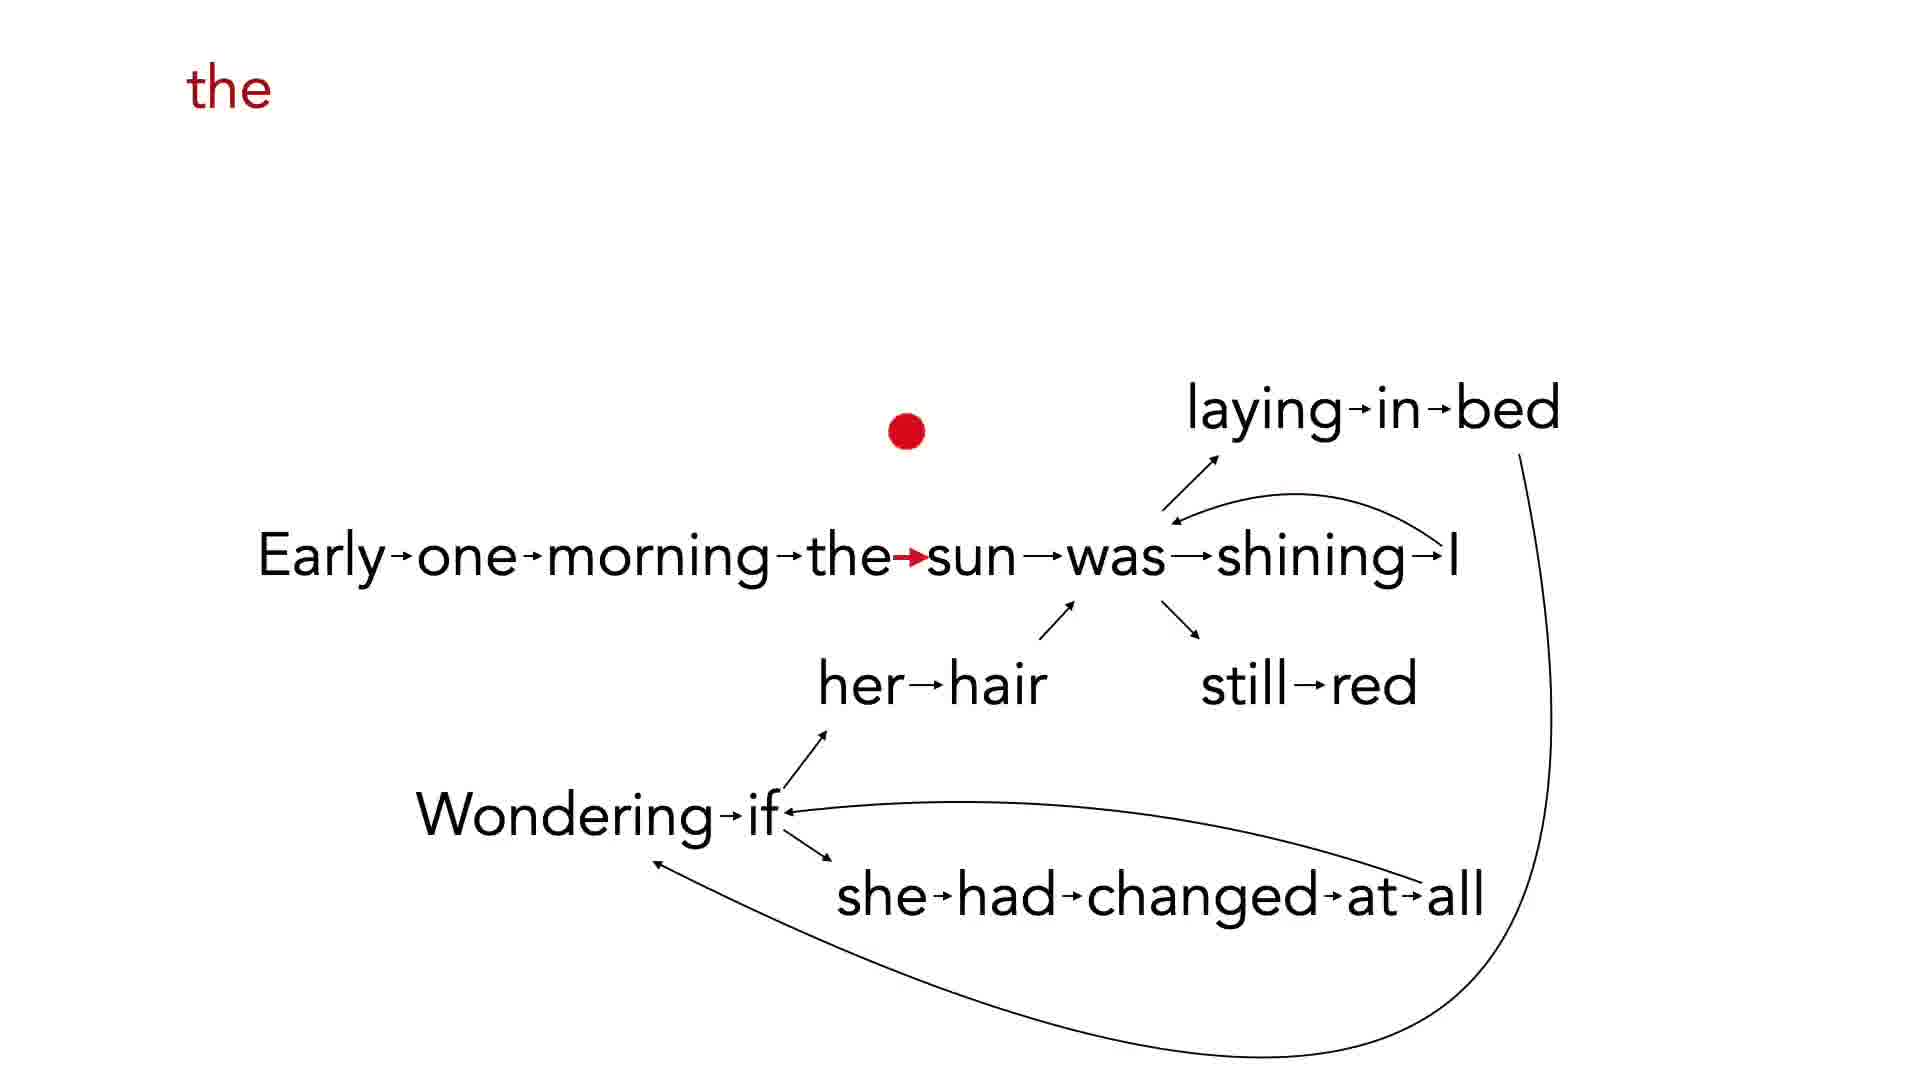 the
laying in bed
Early one morning the sun was shining I
her hair still red
Wondering if
she had changed at all